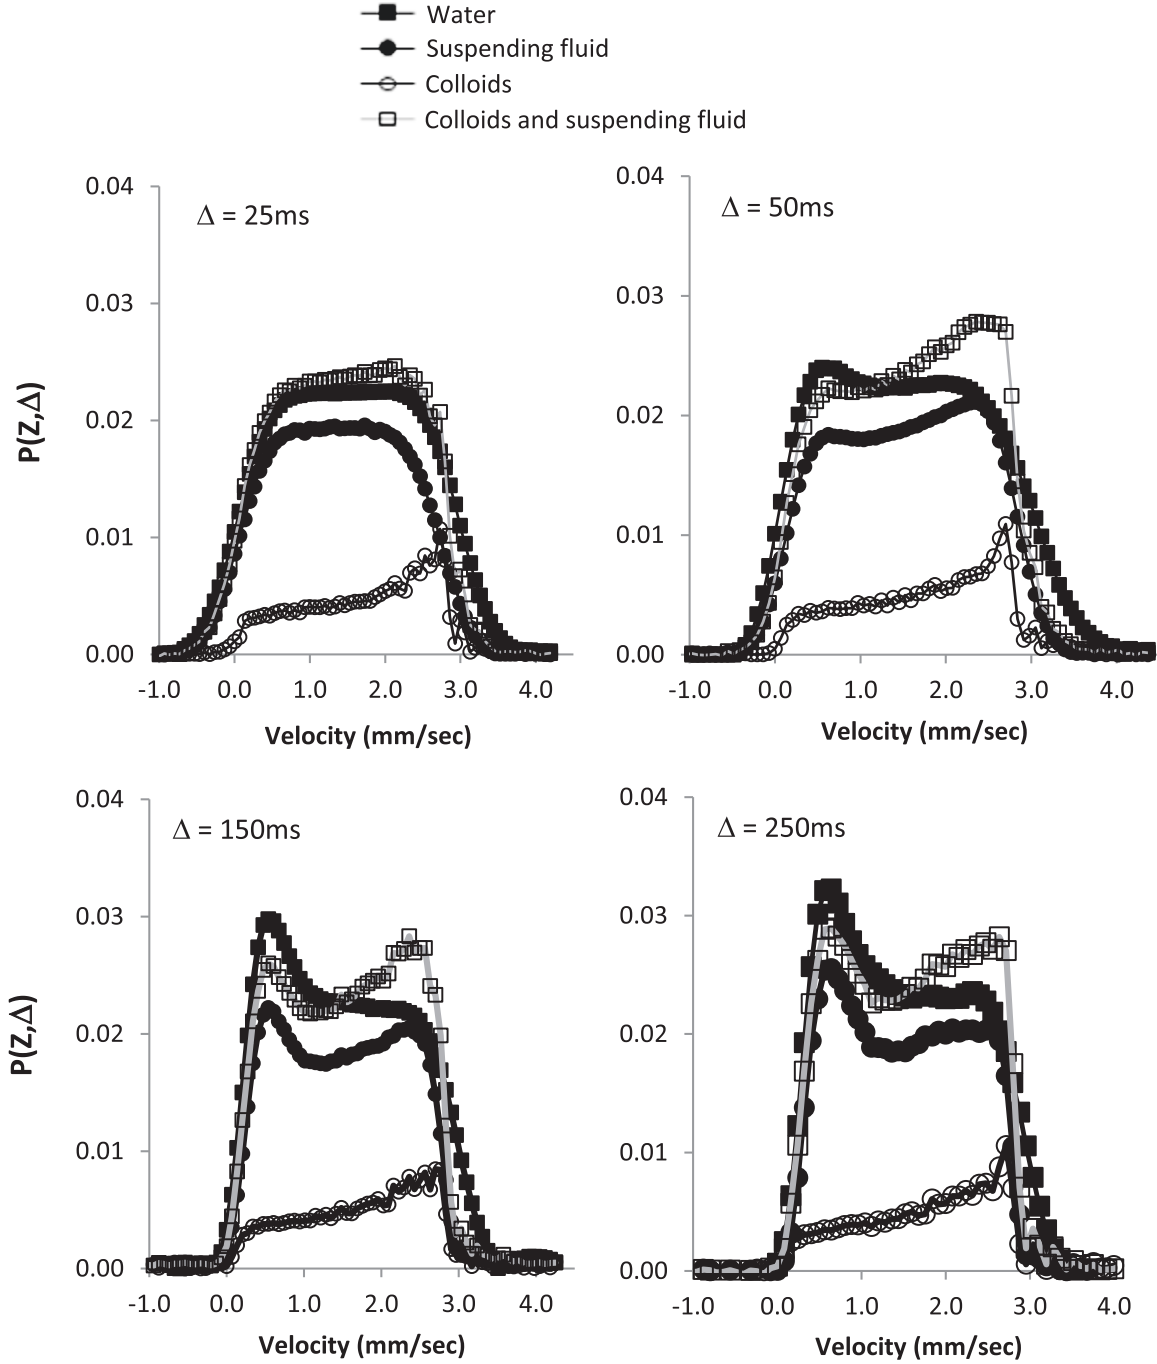 Water
Suspending fluid
Colloids
Colloids and suspending fluid
0.04
0.03
0.02
0.01
0.00
P(Z,Δ)
Δ = 25ms
-1.0 0.0 1.0 2.0 3.0 4.0
Velocity (mm/sec)
0.04
0.03
0.02
0.01
0.00
Δ = 50ms
-1.0 0.0 1.0 2.0 3.0 4.0
Velocity (mm/sec)
0.04
0.03
0.02
0.01
0.00
P(Z,Δ)
Δ = 150ms
-1.0 0.0 1.0 2.0 3.0 4.0
Velocity (mm/sec)
0.04
0.03
0.02
0.01
0.00
Δ = 250ms
-1.0 0.0 1.0 2.0 3.0 4.0
Velocity (mm/sec)